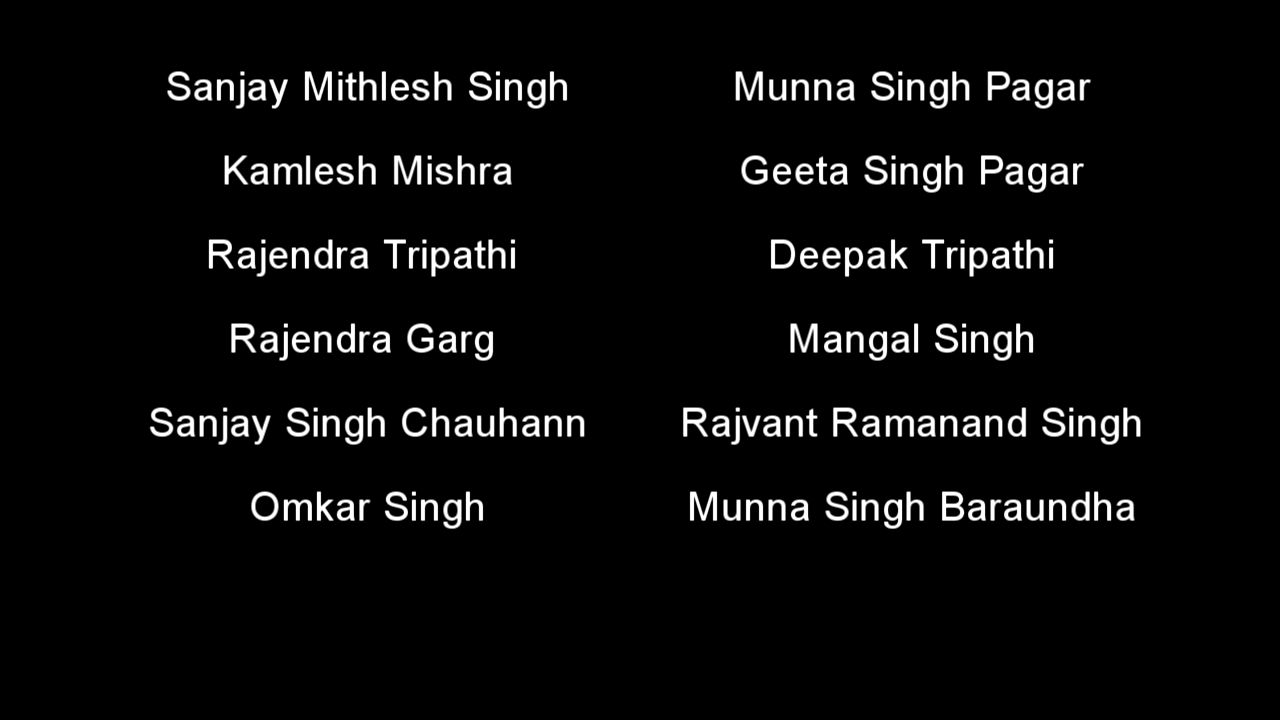 Sanjay Mithlesh Singh
Munna Singh Pagar
Kamlesh Mishra
Geeta Singh Pagar
Rajendra Tripathi
Deepak Tripathi
Rajendra Garg
Mangal Singh
Sanjay Singh Chauhann
Rajvant Ramanand Singh
Omkar Singh
Munna Singh Baraundha